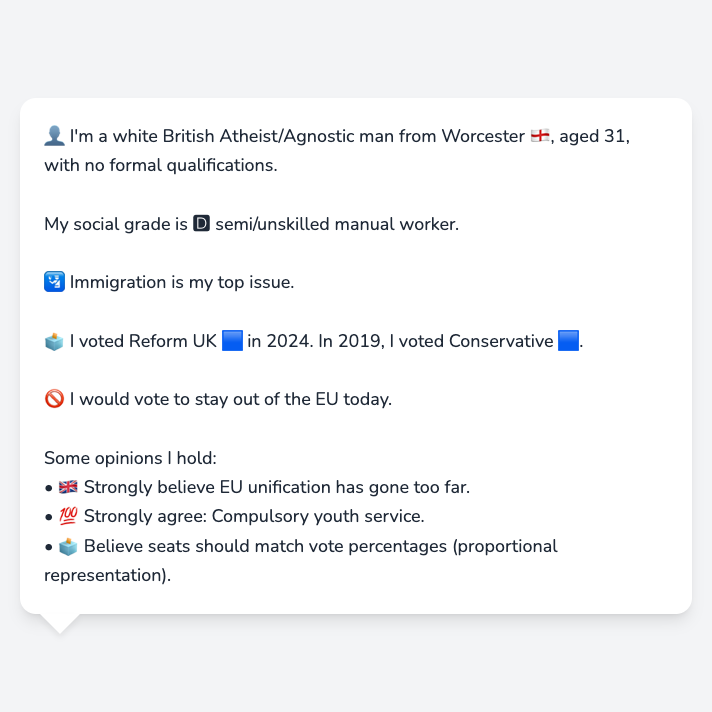 👤 I'm a white British Atheist/Agnostic man from Worcester 🏴󠁧󠁢󠁥󠁮󠁧󠁿, aged 31,
with no formal qualifications.
My social grade is 🅳 semi/unskilled manual worker.
🛂 Immigration is my top issue.
🗳️ I voted Reform UK 🟦 in 2024. In 2019, I voted Conservative 🟦.
🚫 I would vote to stay out of the EU today.
Some opinions I hold:
• 🇬🇧 Strongly believe EU unification has gone too far.
• 💯 Strongly agree: Compulsory youth service.
• 🗳️ Believe seats should match vote percentages (proportional
representation).